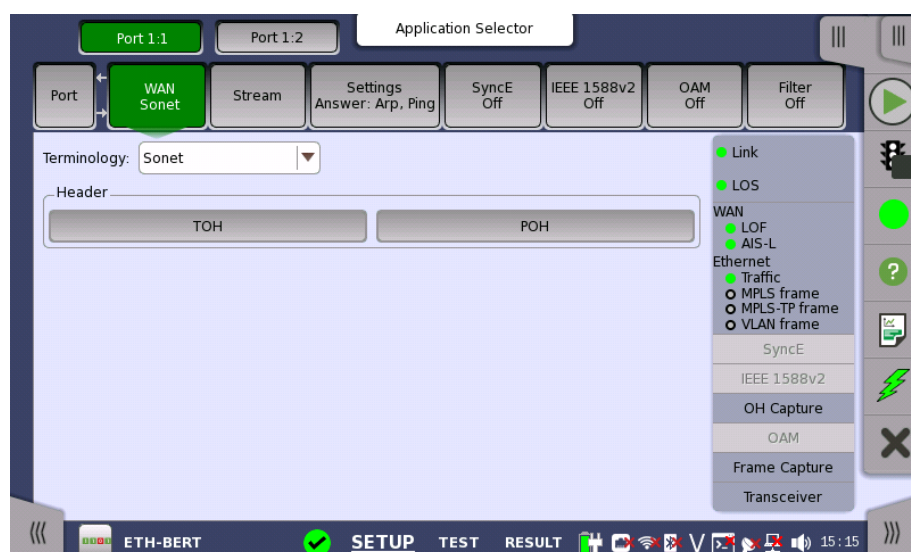 Application Selector
Port 1:1
Port 1:2
Port
WAN
Sonet
Stream
Settings
Answer: Arp, Ping
SyncE
Off
IEEE 1588v2
Off
OAM
Off
Filter
Off
Terminology: Sonet
Header
TOH
POH
Link
LOS
WAN
LOF
AIS-L
Ethernet
Traffic
MPLS frame
MPLS-TP frame
VLAN frame
SyncE
IEEE 1588v2
OH Capture
OAM
Frame Capture
Transceiver
ETH-BERT
SETUP
TEST
RESULT
15:15